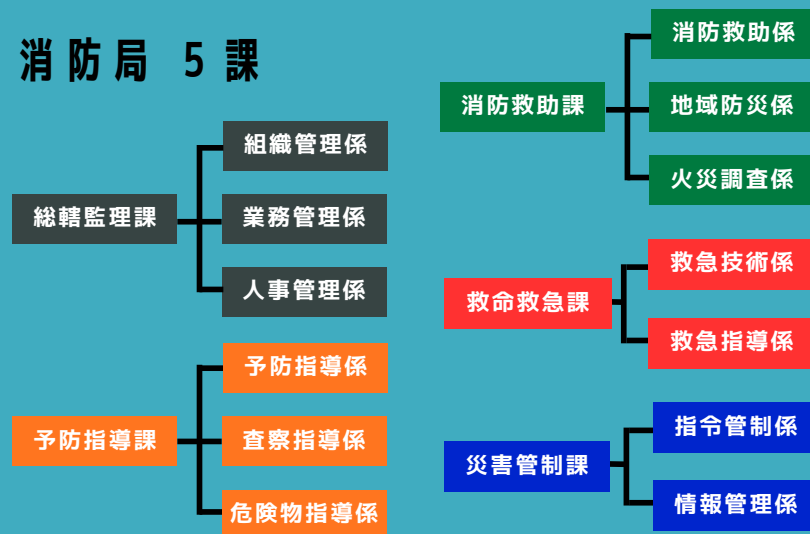 消防局 5課
総轄監理課
組織管理係
業務管理係
人事管理係
予防指導課
予防指導係
査察指導係
危険物指導係
消防救助課
消防救助係
地域防災係
火災調査係
救命救急課
救急技術係
救急指導係
災害管制課
指令管制係
情報管理係